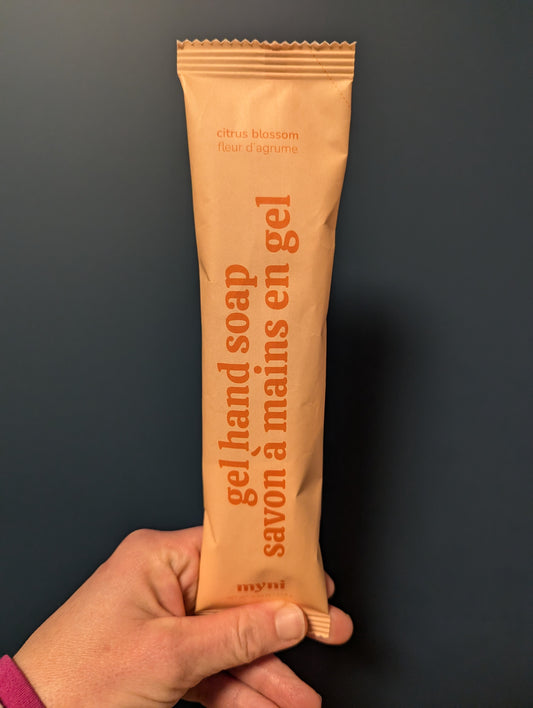 citrus blossom
fleur d'agrume
gel hand soap
savon à mains en gel
myni